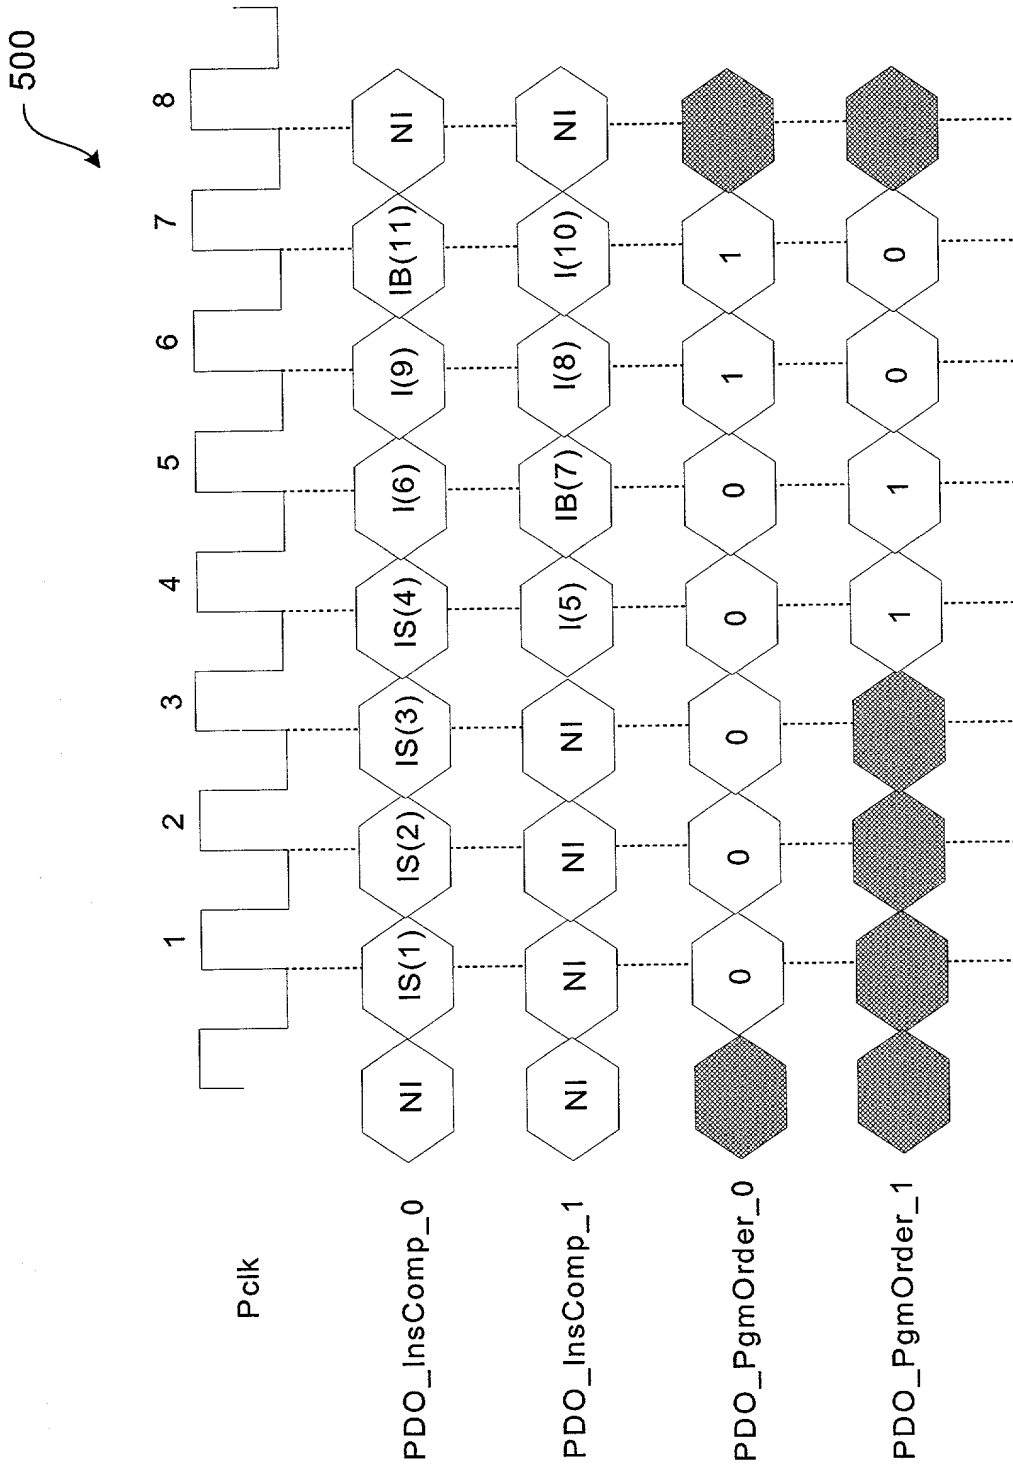 500
1 2 3 4 5 6 7 8
Pclk
PDO_InsComp_0 NI IS(1) IS(2) IS(3) IS(4) I(6) I(9) IB(11) NI
PDO_InsComp_1 NI NI NI NI I(5) IB(7) I(8) I(10) NI
PDO_PgmOrder_0 0 0 0 0 0 1 1
PDO_PgmOrder_1 1 1 0 0